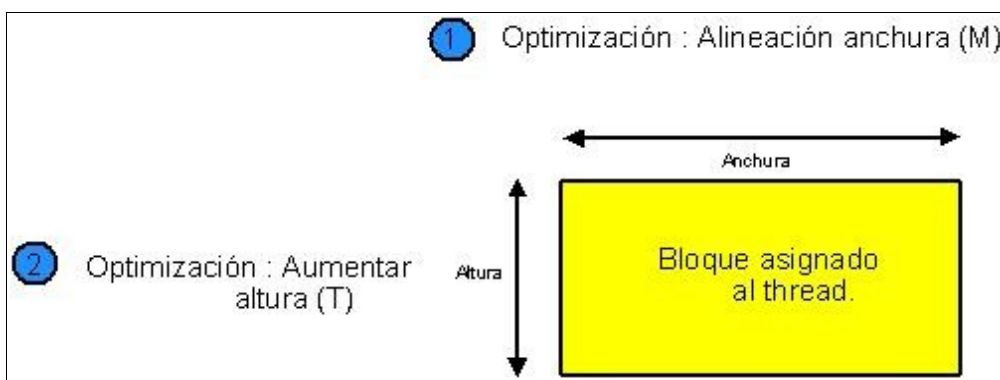 1 Optimización : Alineación anchura (M)
Anchura
2 Optimización : Aumentar
altura (T)
Altura
Bloque asignado
al thread.